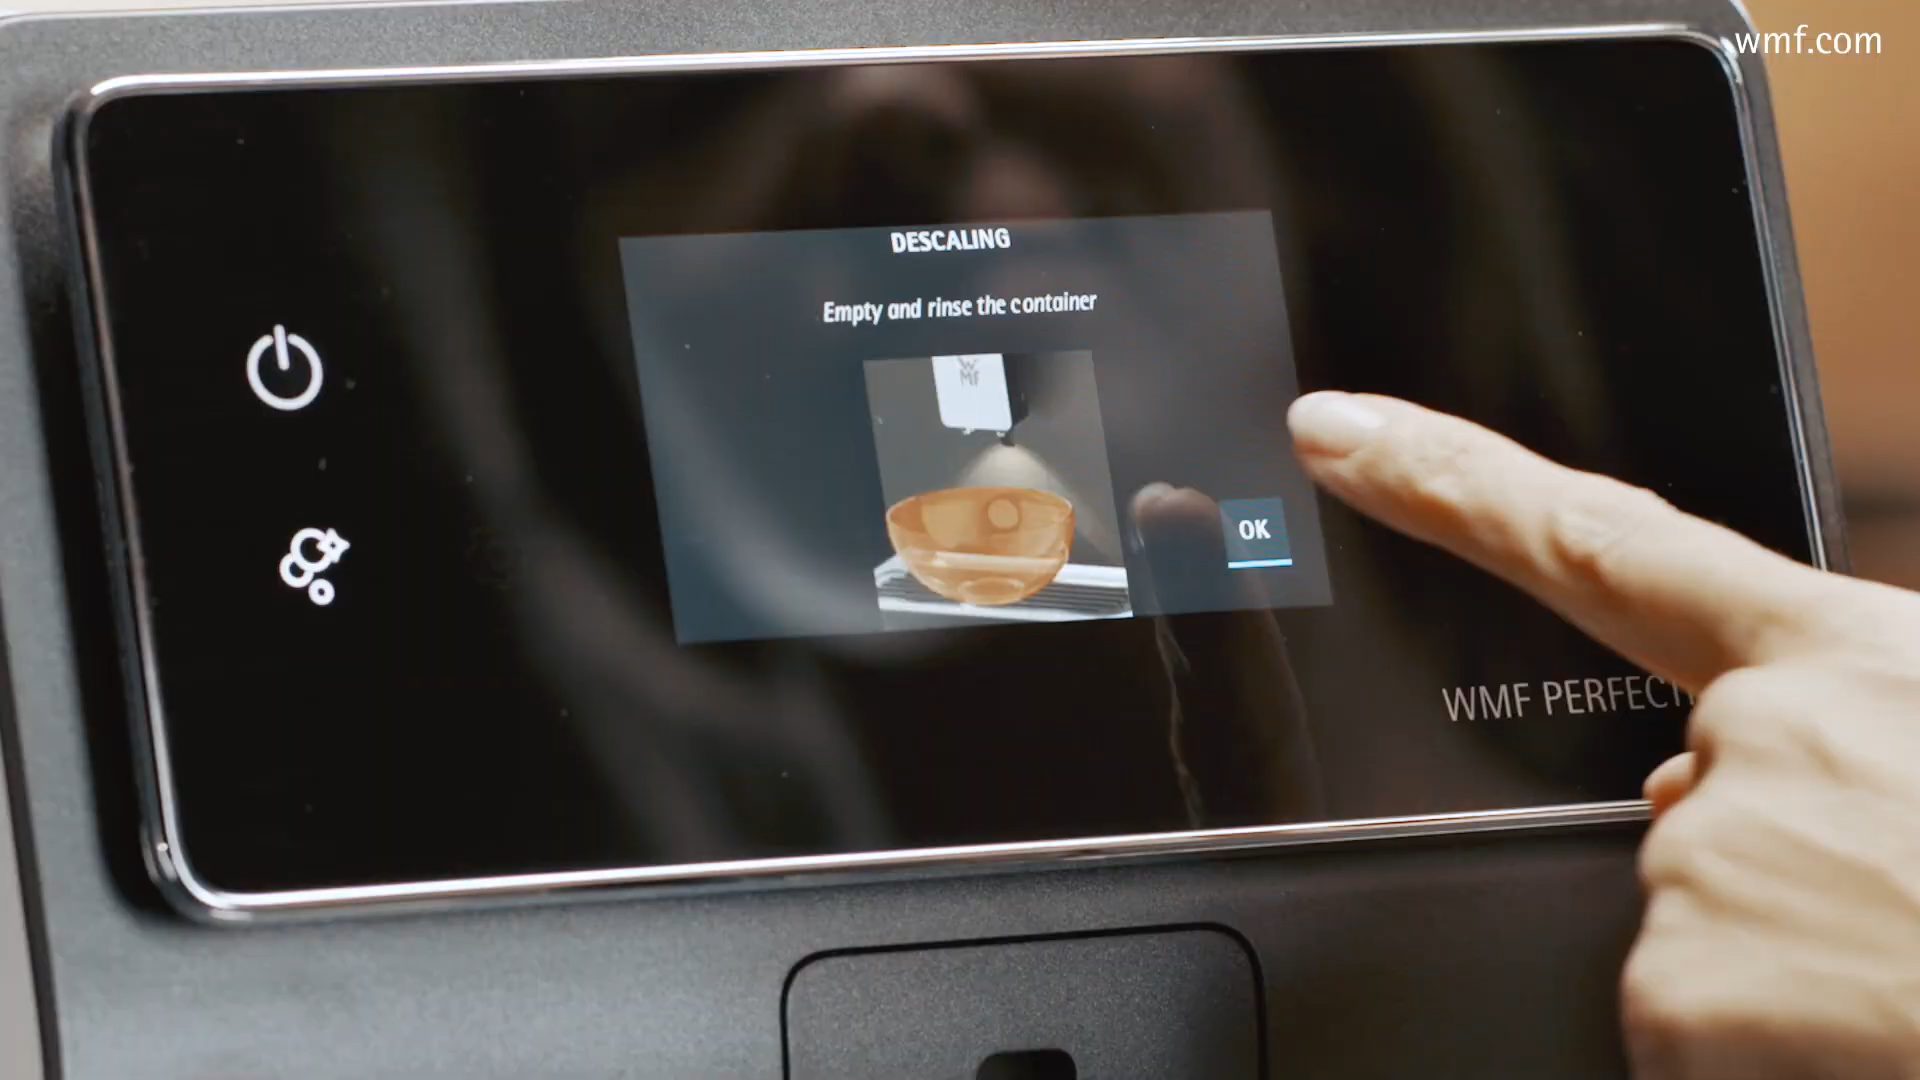 wmf.com
DESCALING
Empty and rinse the container
WMF
OK
WMF PERFECT